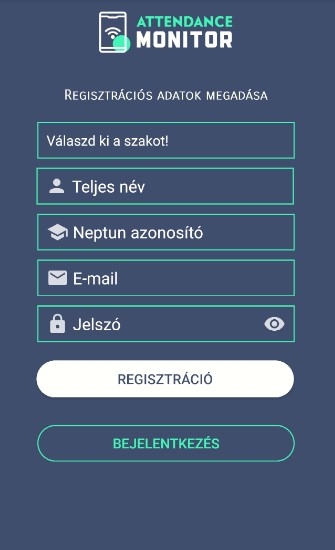 ATTENDANCE
MONITOR
Regisztrációs adatok megadása
Válaszd ki a szakot!
Teljes név
Neptun azonosító
E-mail
Jelszó
REGISZTRÁCIÓ
BEJELENTKEZÉS